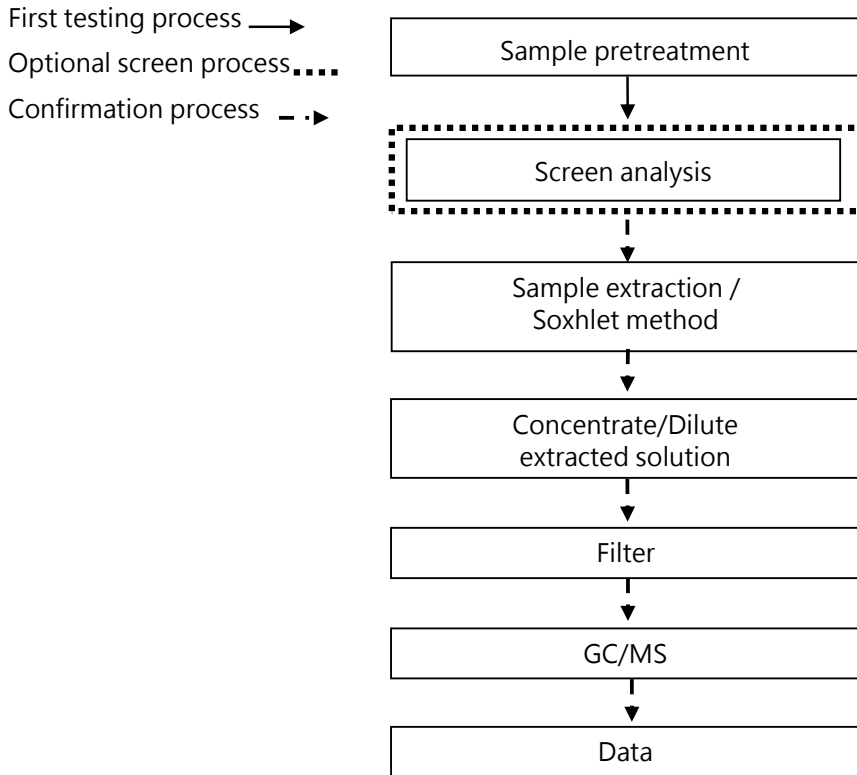 First testing process
Optional screen process
Confirmation process
Sample pretreatment
Screen analysis
Sample extraction /
Soxhlet method
Concentrate/Dilute
extracted solution
Filter
GC/MS
Data